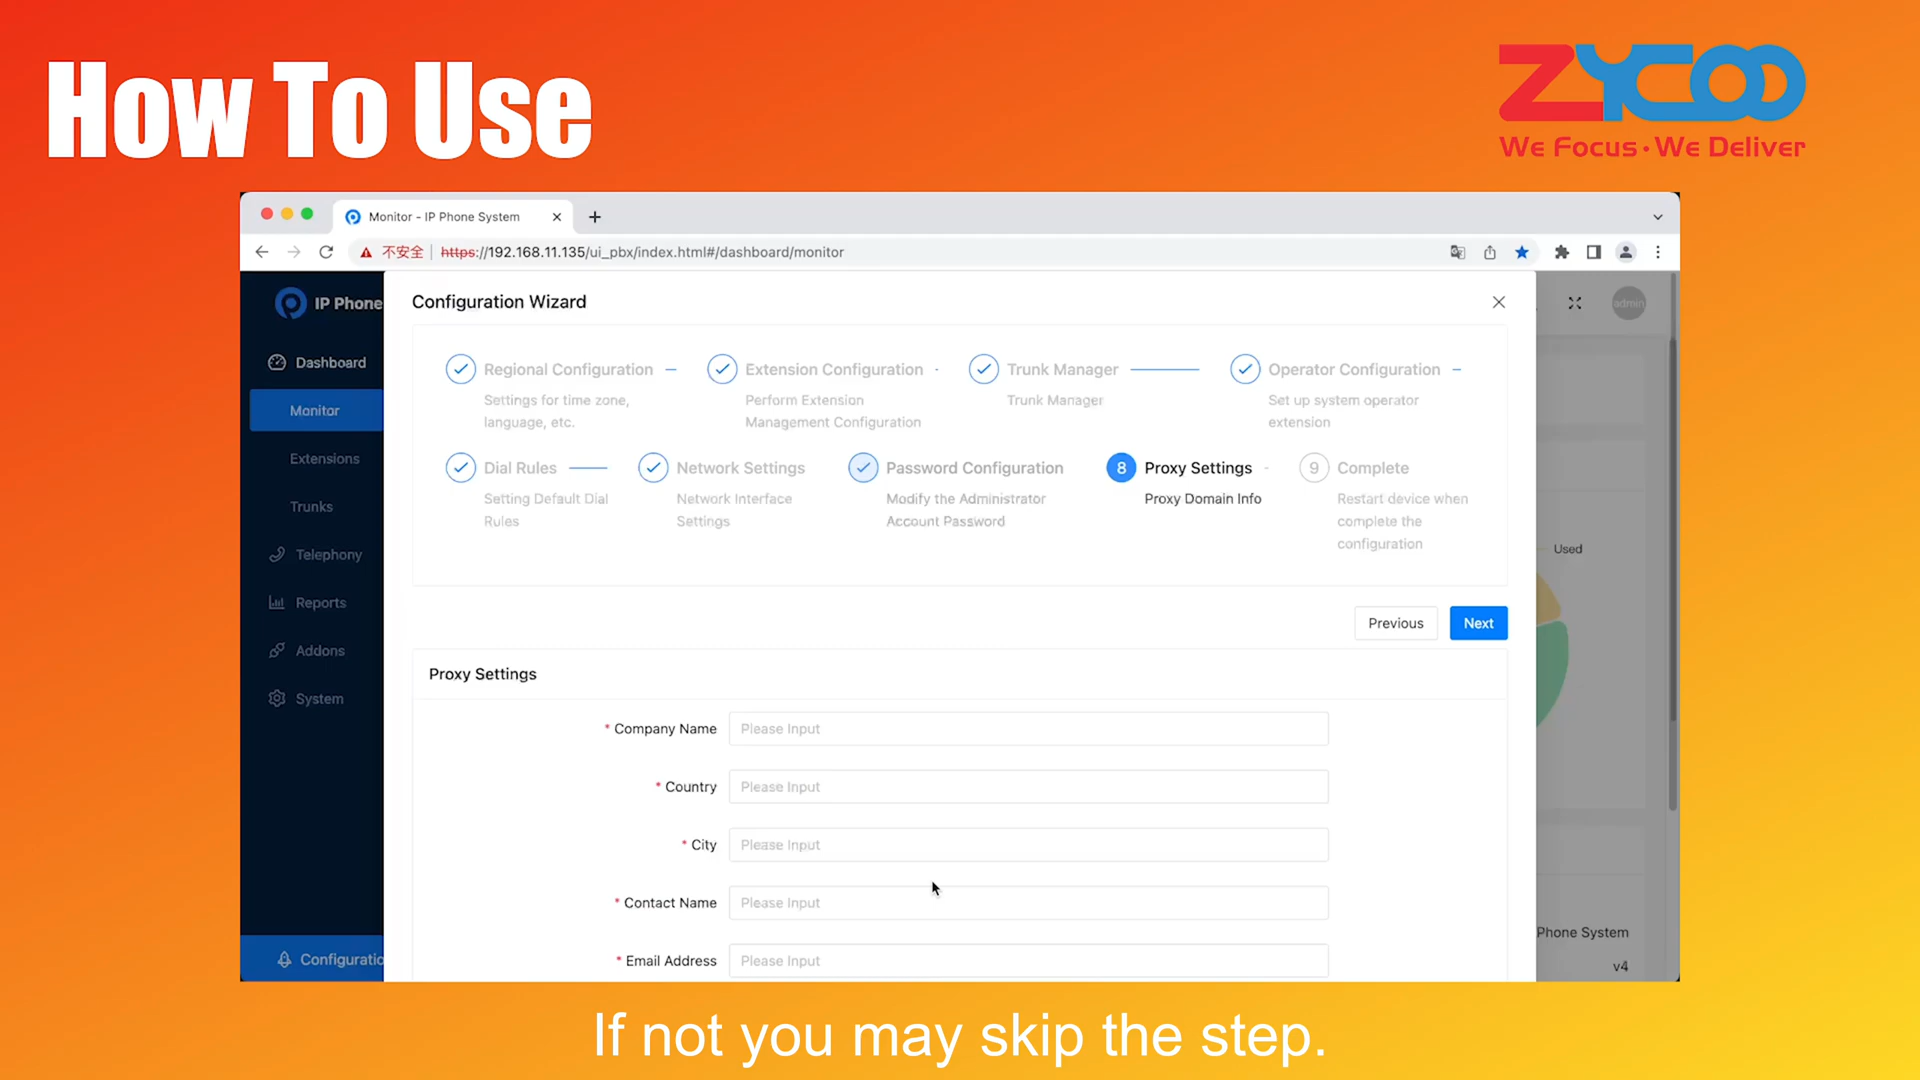 How To Use
ZYCOO
We Focus · We Deliver
Monitor - IP Phone System
不安全 https://192.168.11.135/ui_pbx/index.html#/dashboard/monitor
IP Phone
Configuration Wizard
admin
Dashboard
Monitor
Extensions
Trunks
Telephony
Reports
Addons
System
Configuratio
Regional Configuration
Settings for time zone,
language, etc.
Extension Configuration
Perform Extension
Management Configuration
Trunk Manager
Trunk Manager
Operator Configuration
Set up system operator
extension
Dial Rules
Setting Default Dial
Rules
Network Settings
Network Interface
Settings
Password Configuration
Modify the Administrator
Account Password
8 Proxy Settings
Proxy Domain Info
9 Complete
Restart device when
complete the
configuration
Used
Previous
Next
Proxy Settings
* Company Name Please Input
* Country Please Input
* City Please Input
* Contact Name Please Input
* Email Address Please Input
Phone System
v4
If not you may skip the step.